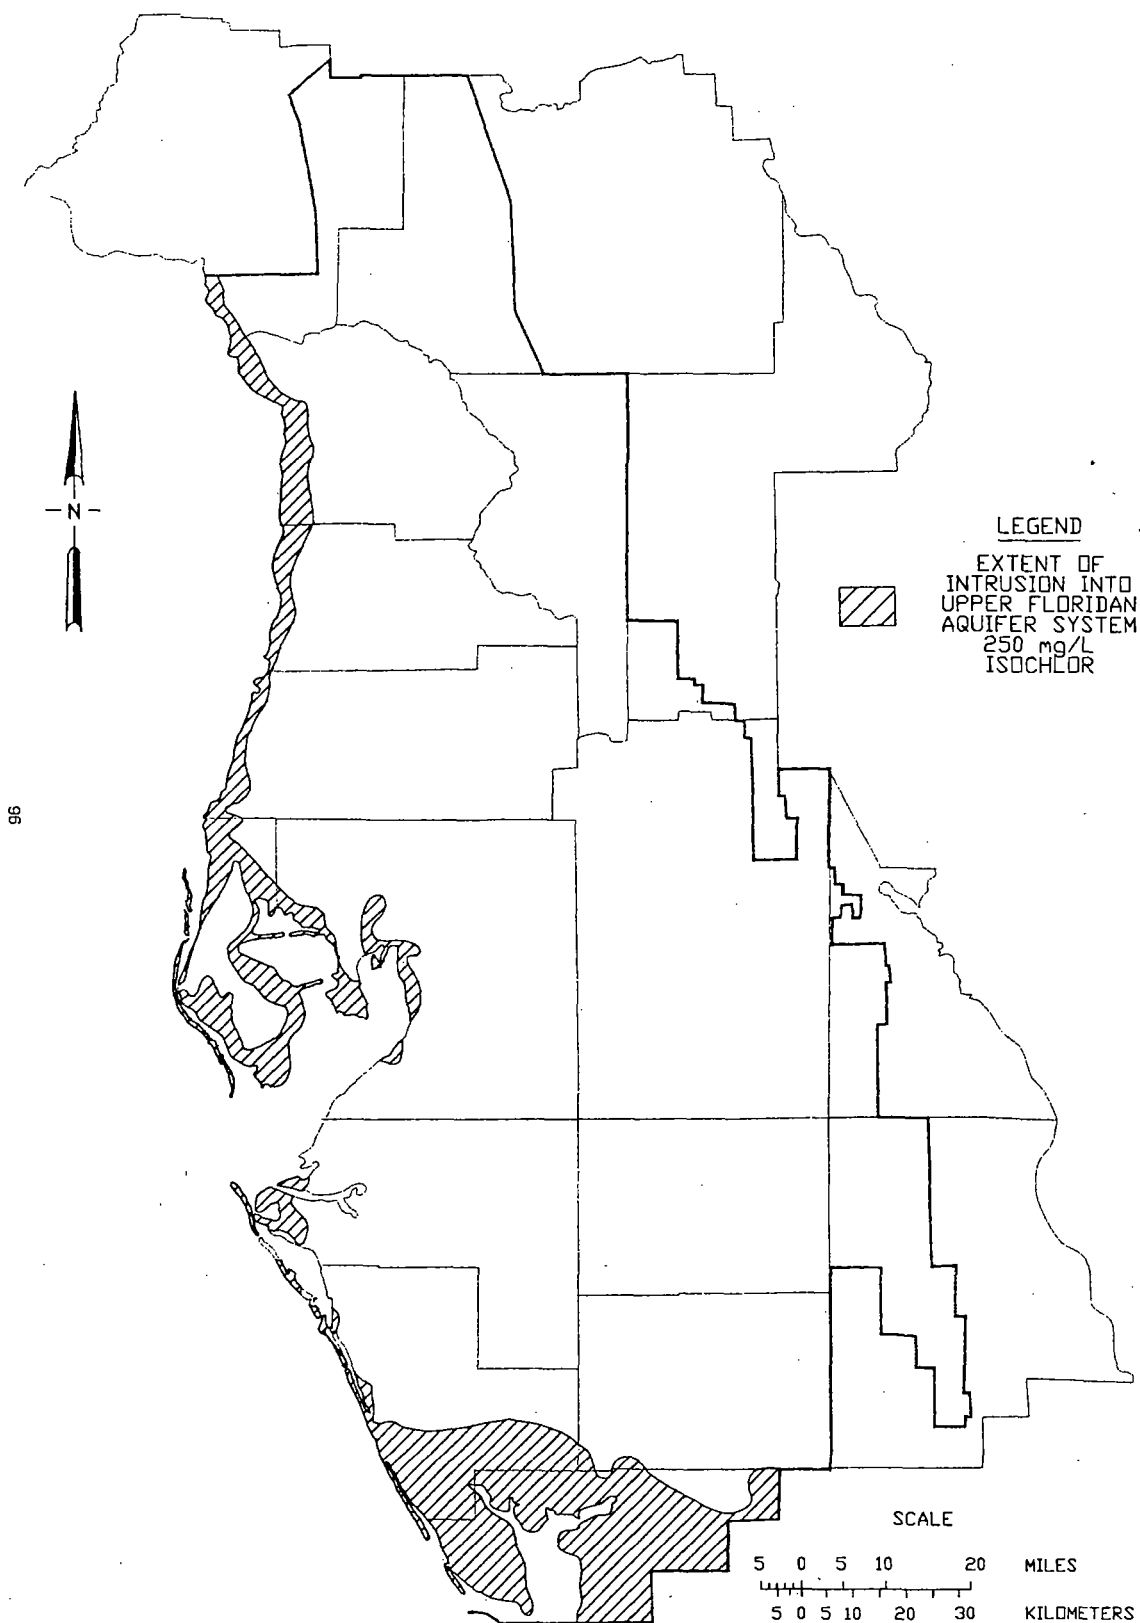 N
LEGEND
EXTENT OF
INTRUSION INTO
UPPER FLORIDAN
AQUIFER SYSTEM
250 mg/L
ISOCHLOR
96
SCALE
5 0 5 10 20 MILES
5 0 5 10 20 30 KILOMETERS